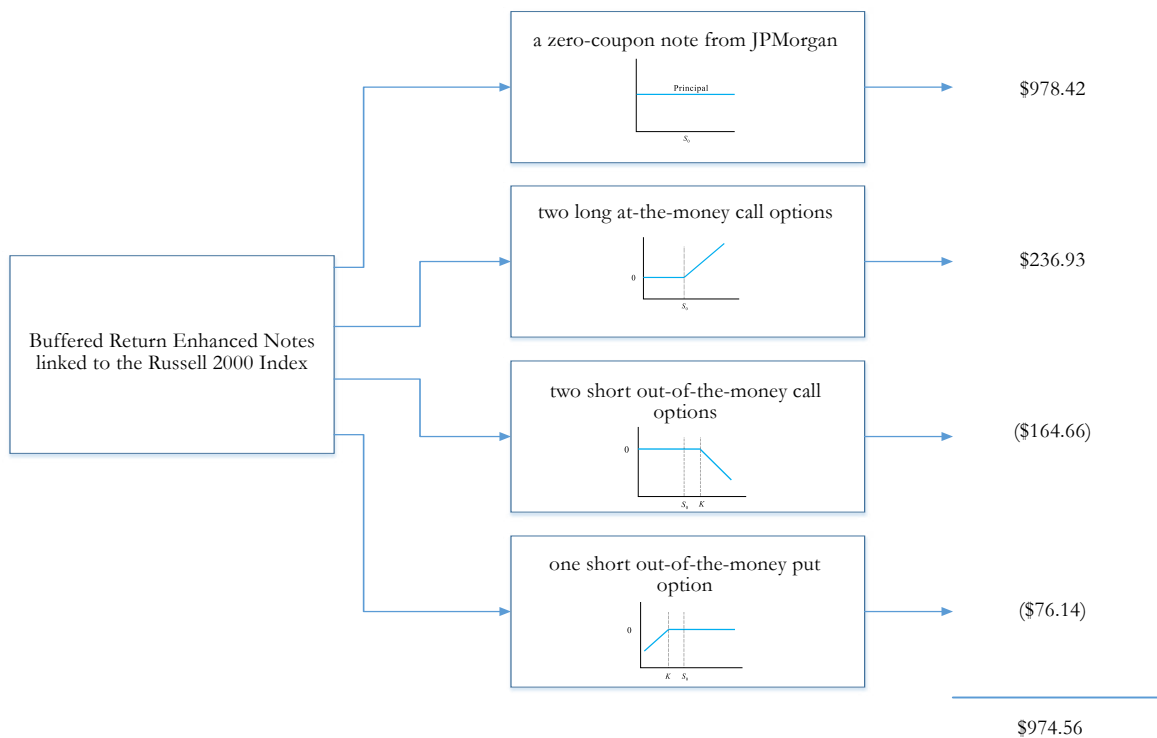 a zero-coupon note from JPMorgan
Principal
S₀
$978.42
two long at-the-money call options
0
S₀
$236.93
Buffered Return Enhanced Notes
linked to the Russell 2000 Index
two short out-of-the-money call
options
0
S₀ K
($164.66)
one short out-of-the-money put
option
0
K S₀
($76.14)
$974.56